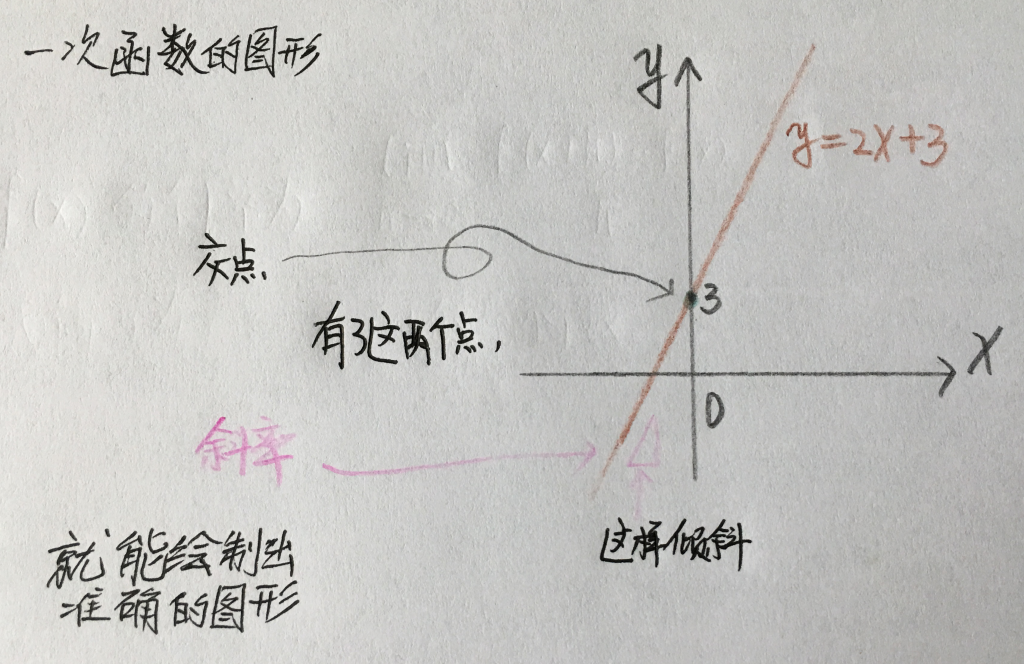 一次函数的图形
y
y=2x+3
交点
3
有了这两个点，
x
0
斜率
这样倾斜
就能绘制出
准确的图形